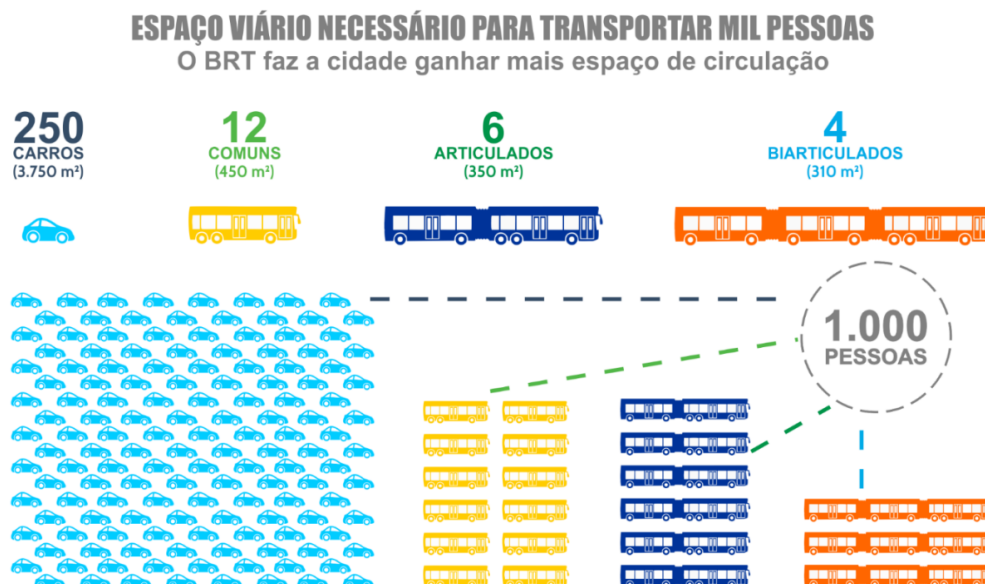 ESPAÇO VIÁRIO NECESSÁRIO PARA TRANSPORTAR MIL PESSOAS
O BRT faz a cidade ganhar mais espaço de circulação
250
CARROS
(3.750 m²)
12
COMUNS
(450 m²)
6
ARTICULADOS
(350 m²)
4
BIARTICULADOS
(310 m²)
1.000
PESSOAS